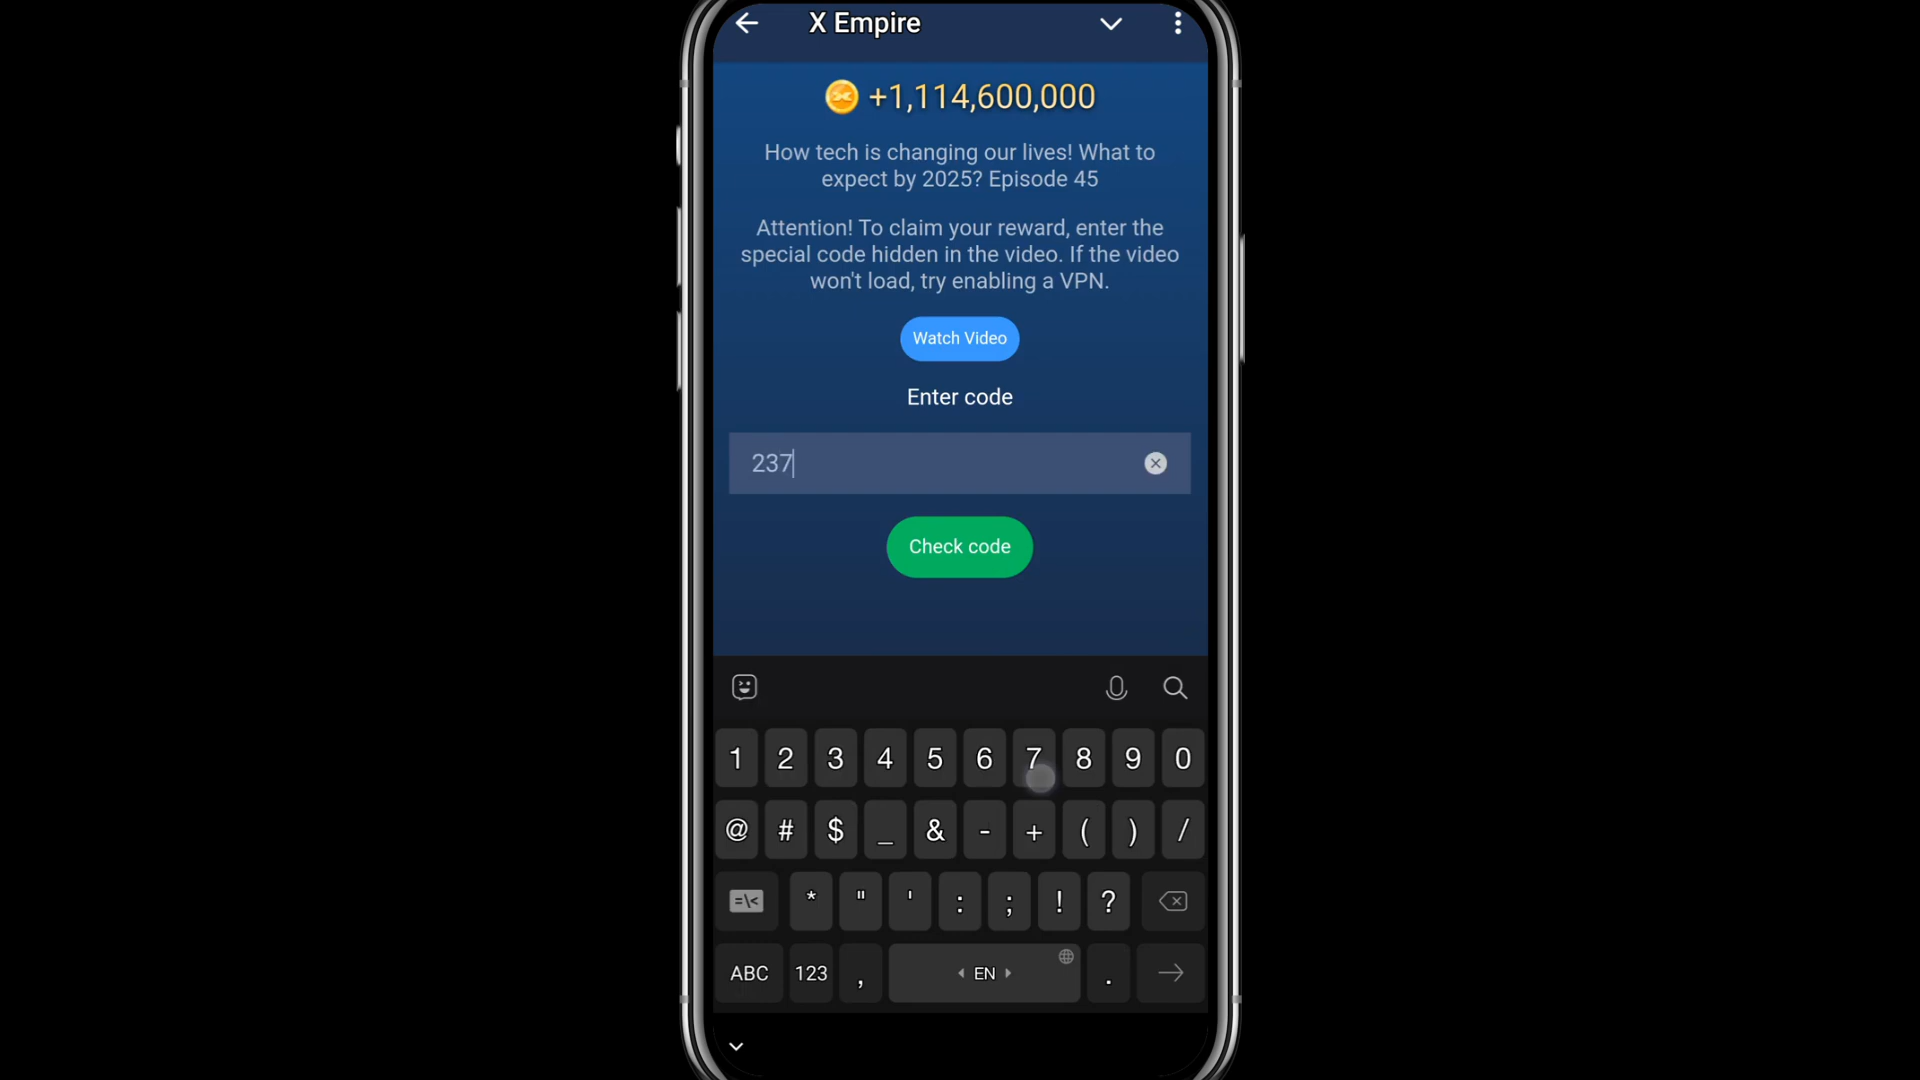 X Empire
+1,114,600,000
How tech is changing our lives! What to
expect by 2025? Episode 45
Attention! To claim your reward, enter the
special code hidden in the video. If the video
won't load, try enabling a VPN.
Watch Video
Enter code
237
Check code
1 2 3 4 5 6 7 8 9 0
@ # $ _ & - + ( ) /
=\< * " ' : ; ! ?
ABC 123 , EN .